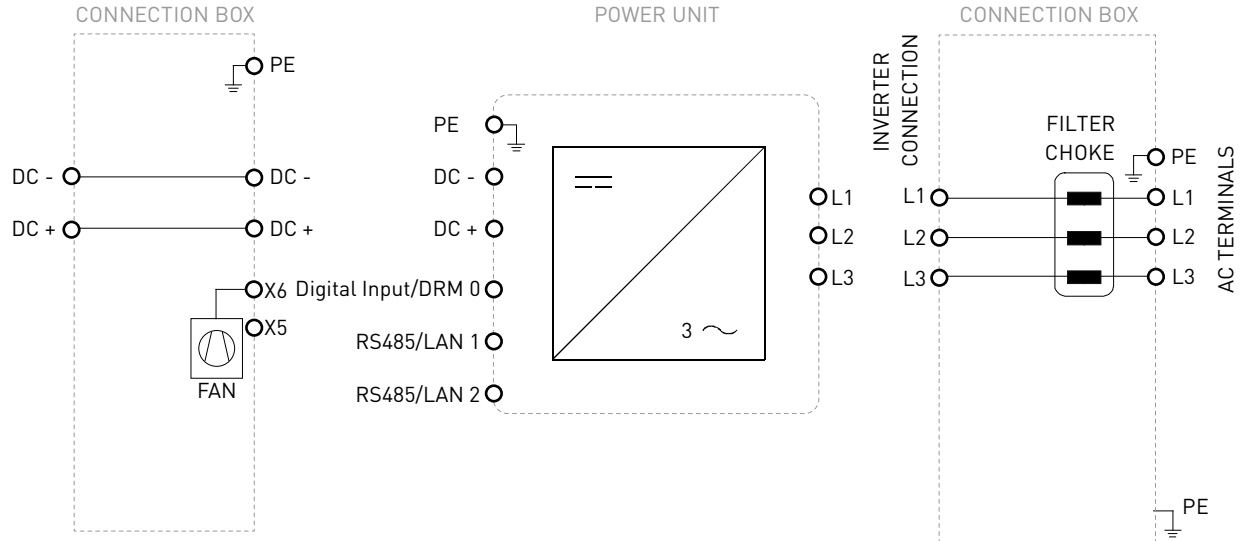 CONNECTION BOX
PE
DC -
DC -
DC +
DC +
X6
X5
FAN
POWER UNIT
PE
DC -
DC +
Digital Input/DRM 0
RS485/LAN 1
RS485/LAN 2
3
L1
L2
L3
CONNECTION BOX
INVERTER
CONNECTION
FILTER
CHOKE
PE
L1
L1
L2
L2
L3
L3
AC TERMINALS
PE